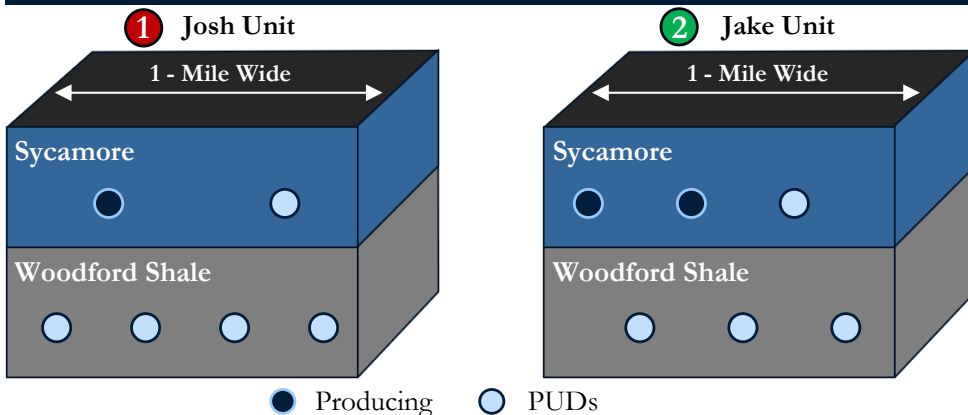 1 Josh Unit
2 Jake Unit
1 - Mile Wide
1 - Mile Wide
Sycamore
Sycamore
Woodford Shale
Woodford Shale
Producing
PUDs